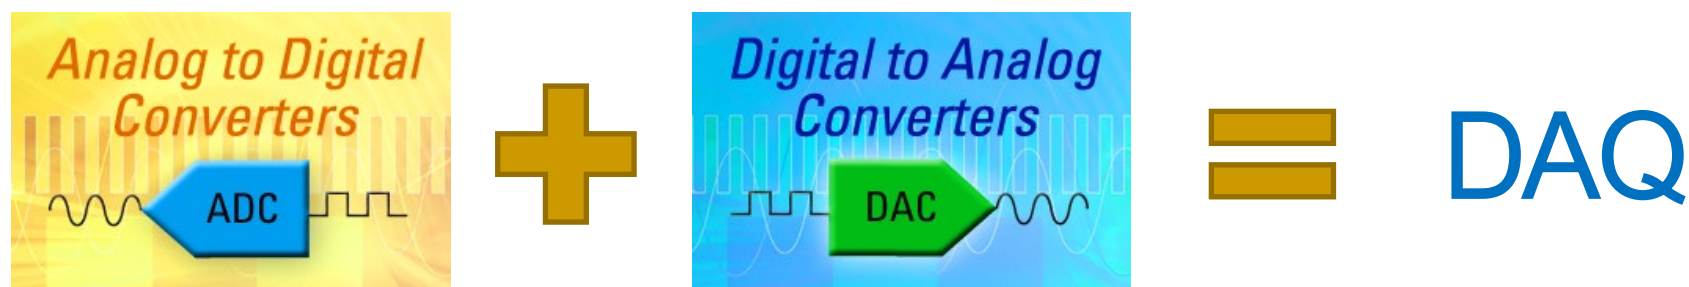 Analog to Digital
Converters
ADC
Digital to Analog
Converters
DAC
DAQ